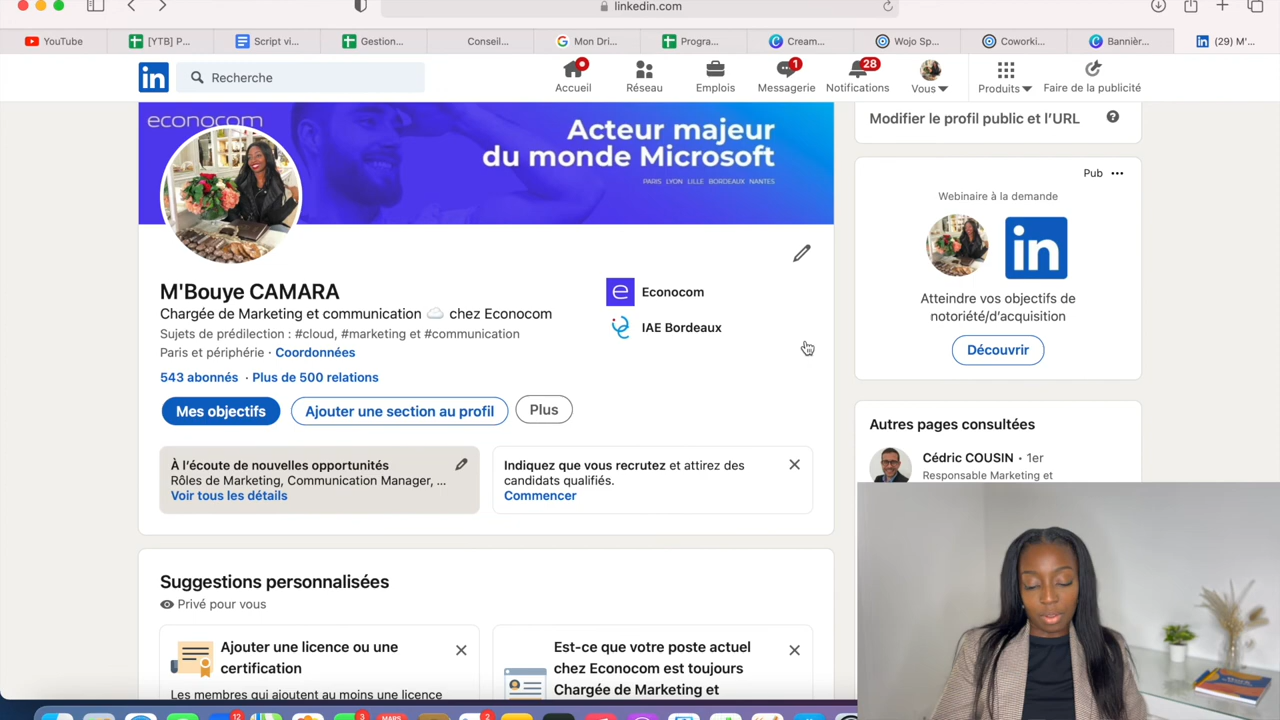 linkedin.com
YouTube
[YTB] P...
Script vi...
Gestion...
Conseil...
Mon Dri...
Progra...
Cream...
Wojo Sp...
Coworki...
Bannièr...
(29) M'...
in
Recherche
1
28
Accueil
Réseau
Emplois
Messagerie
Notifications
Vous
Produits
Faire de la publicité
econocom
Acteur majeur
du monde Microsoft
PARIS LYON LILLE BORDEAUX NANTES
M'Bouye CAMARA
Chargée de Marketing et communication ☁️ chez Econocom
Sujets de prédilection : #cloud, #marketing et #communication
Paris et périphérie · Coordonnées
543 abonnés · Plus de 500 relations
Econocom
IAE Bordeaux
Mes objectifs
Ajouter une section au profil
Plus
À l'écoute de nouvelles opportunités
Rôles de Marketing, Communication Manager, ...
Voir tous les détails
Indiquez que vous recrutez et attirez des
candidats qualifiés.
Commencer
Suggestions personnalisées
Privé pour vous
Ajouter une licence ou une
certification
Les membres qui ajoutent au moins une licence
Est-ce que votre poste actuel
chez Econocom est toujours
Chargée de Marketing et
Modifier le profil public et l'URL
?
Pub
Webinaire à la demande
in
Atteindre vos objectifs de
notoriété/d'acquisition
Découvrir
Autres pages consultées
Cédric COUSIN • 1er
Responsable Marketing et
12
3
MARS
2